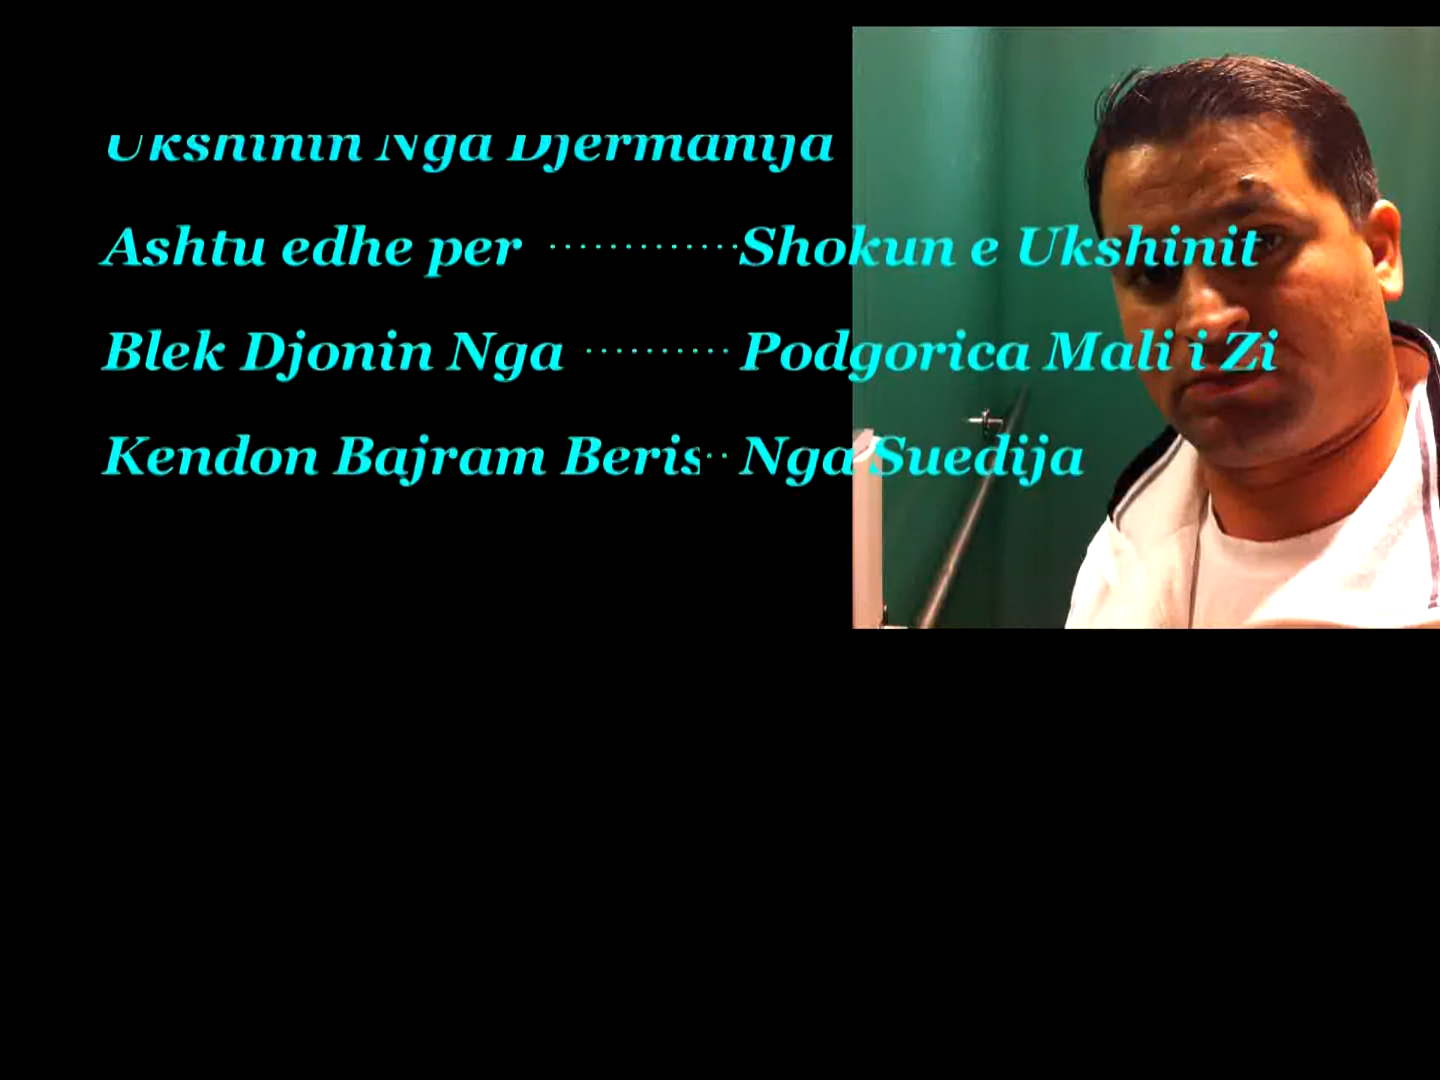 Ukshinin Nga Djermanija
Ashtu edhe per ............. Shokun e Ukshinit
Blek Djonin Nga .......... Podgorica Mali i Zi
Kendon Bajram Beris .. Nga Suedija